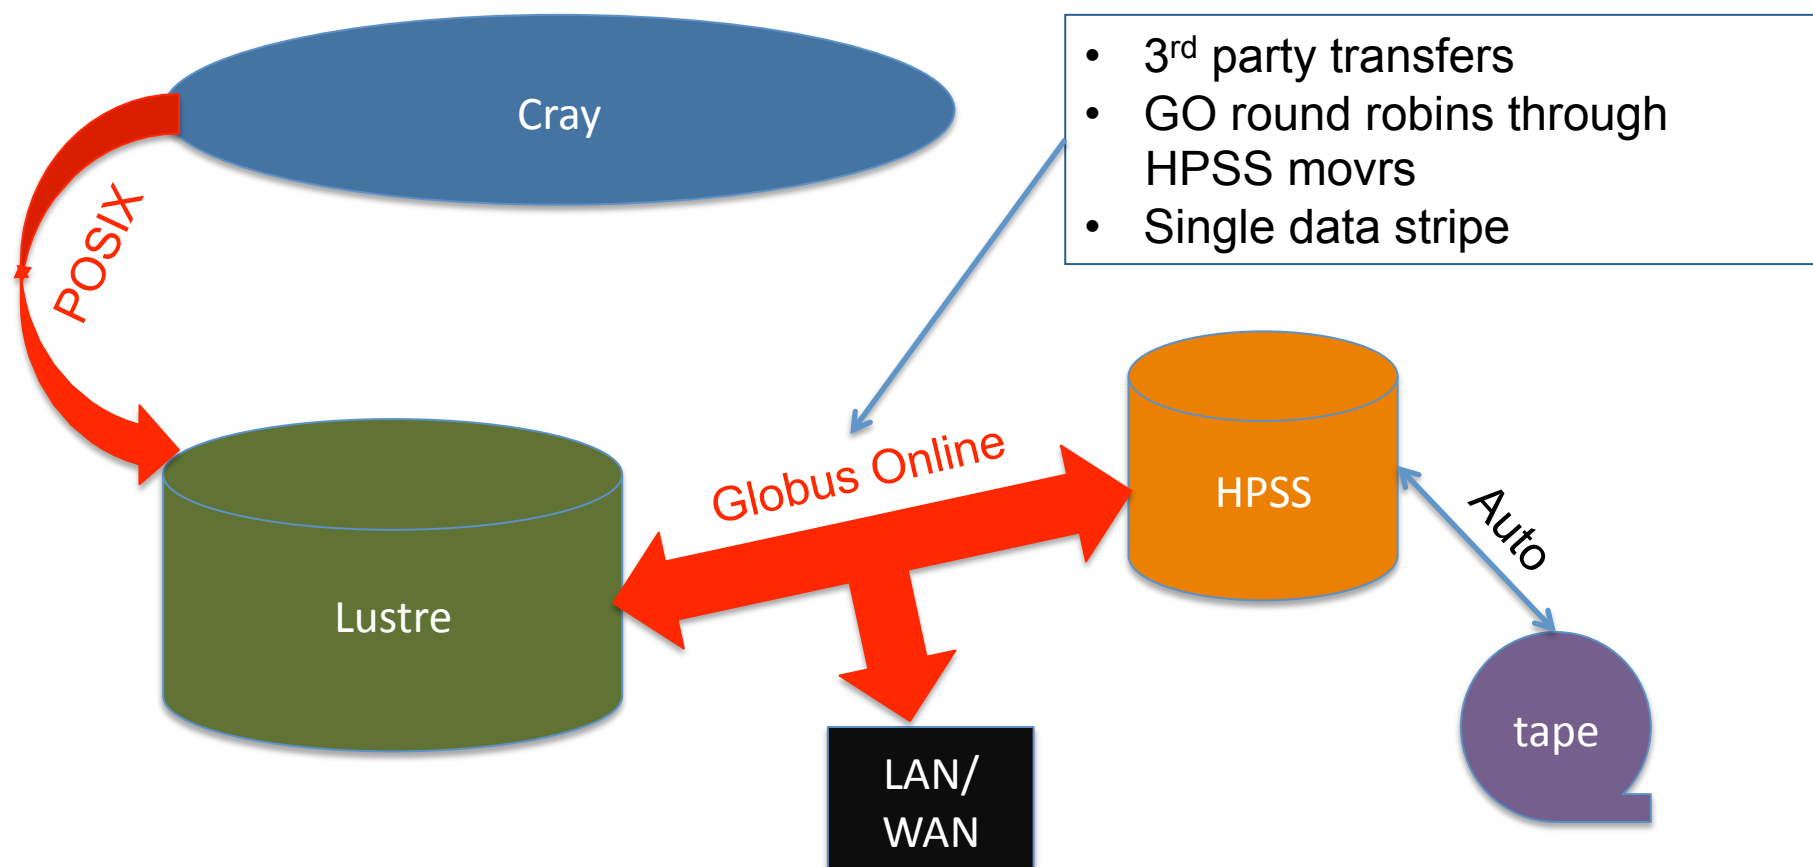 Cray
• 3rd party transfers
• GO round robins through
HPSS movrs
• Single data stripe
POSIX
Globus Online
HPSS
Auto
Lustre
tape
LAN/
WAN